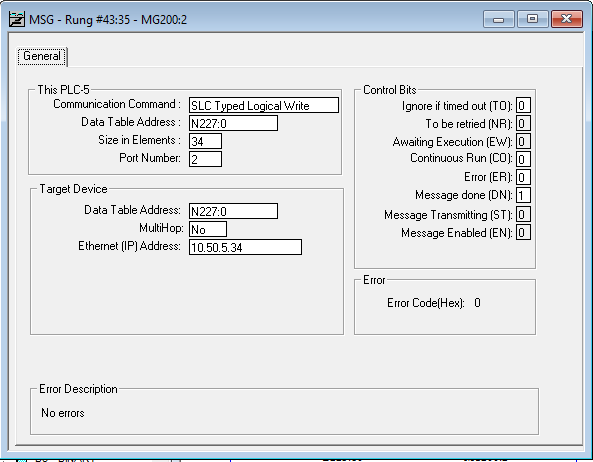 MSG - Rung #43:35 - MG200:2
General
This PLC-5
Communication Command : SLC Typed Logical Write
Data Table Address : N227:0
Size in Elements : 34
Port Number: 2
Target Device
Data Table Address: N227:0
MultiHop: No
Ethernet (IP) Address: 10.50.5.34
Control Bits
Ignore if timed out (TO): 0
To be retried (NR): 0
Awaiting Execution (EW): 0
Continuous Run (CO): 0
Error (ER): 0
Message done (DN): 1
Message Transmitting (ST): 0
Message Enabled (EN): 0
Error
Error Code(Hex): 0
Error Description
No errors